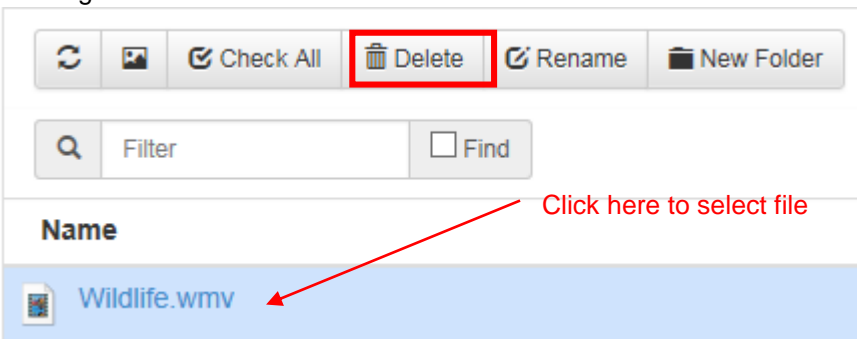 Check All Delete Rename New Folder
Filter Find
Click here to select file
Name
Wildlife.wmv